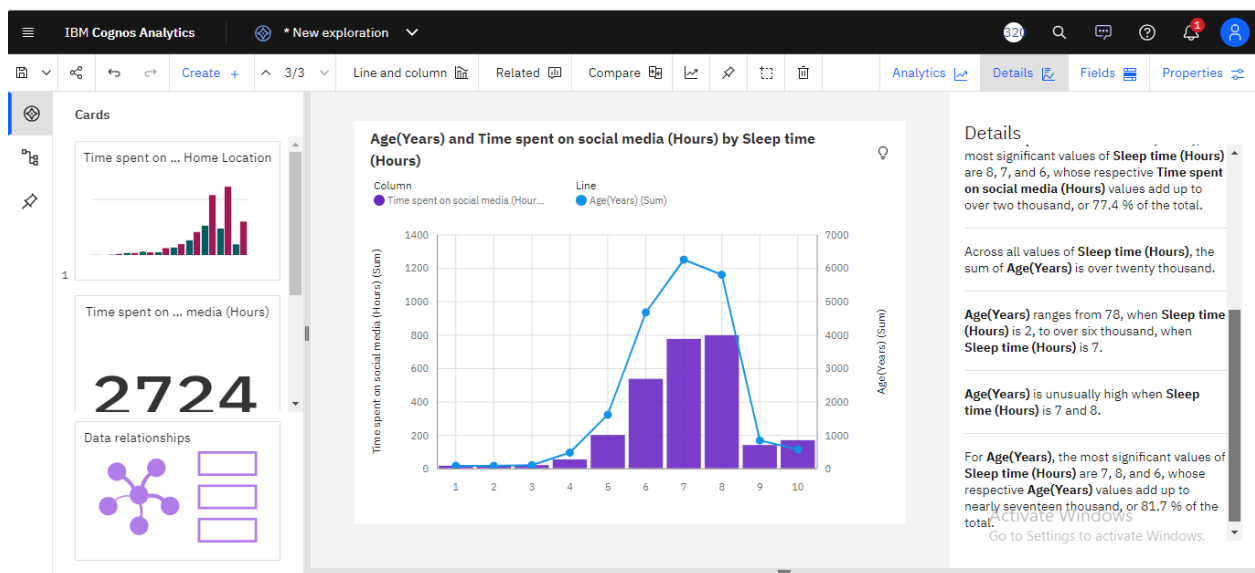 IBM Cognos Analytics
* New exploration
320
1
Create +
3/3
Line and column
Related
Compare
Analytics
Details
Fields
Properties
Cards
Time spent on ... Home Location
1
Time spent on ... media (Hours)
2724
Data relationships
Age(Years) and Time spent on social media (Hours) by Sleep time
(Hours)
Column
Line
Time spent on social media (Hour...
Age(Years) (Sum)
Time spent on social media (Hours) (Sum)
1400
1200
1000
800
600
400
200
0
7000
6000
5000
4000
3000
2000
1000
0
Age(Years) (Sum)
1 2 3 4 5 6 7 8 9 10
Details
most significant values of Sleep time (Hours)
are 8, 7, and 6, whose respective Time spent
on social media (Hours) values add up to
over two thousand, or 77.4 % of the total.
Across all values of Sleep time (Hours), the
sum of Age(Years) is over twenty thousand.
Age(Years) ranges from 78, when Sleep time
(Hours) is 2, to over six thousand, when
Sleep time (Hours) is 7.
Age(Years) is unusually high when Sleep
time (Hours) is 7 and 8.
For Age(Years), the most significant values of
Sleep time (Hours) are 7, 8, and 6, whose
respective Age(Years) values add up to
nearly seventeen thousand, or 81.7 % of the
total.
Activate Windows
Go to Settings to activate Windows.